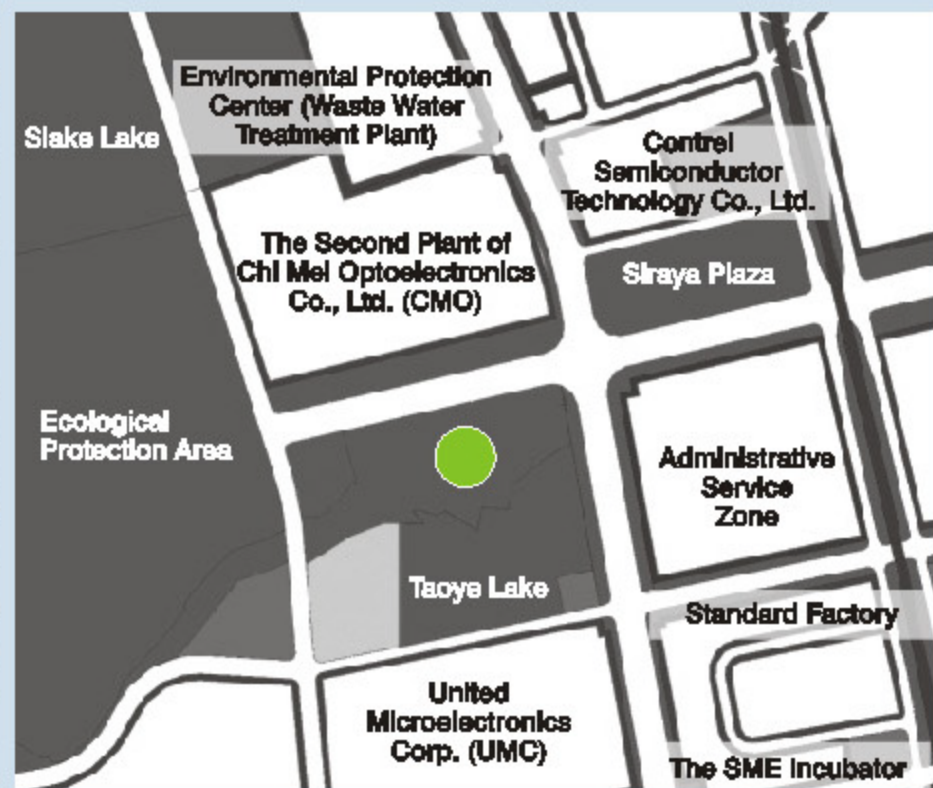 Environmental Protection
Center (Waste Water
Treatment Plant)
Slake Lake
Contrel
Semiconductor
Technology Co., Ltd.
The Second Plant of
Chi Mei Optoelectronics
Co., Ltd. (CMO)
Siraya Plaza
Ecological
Protection Area
Administrative
Service
Zone
Taoye Lake
Standard Factory
United
Microelectronics
Corp. (UMC)
The SME Incubator